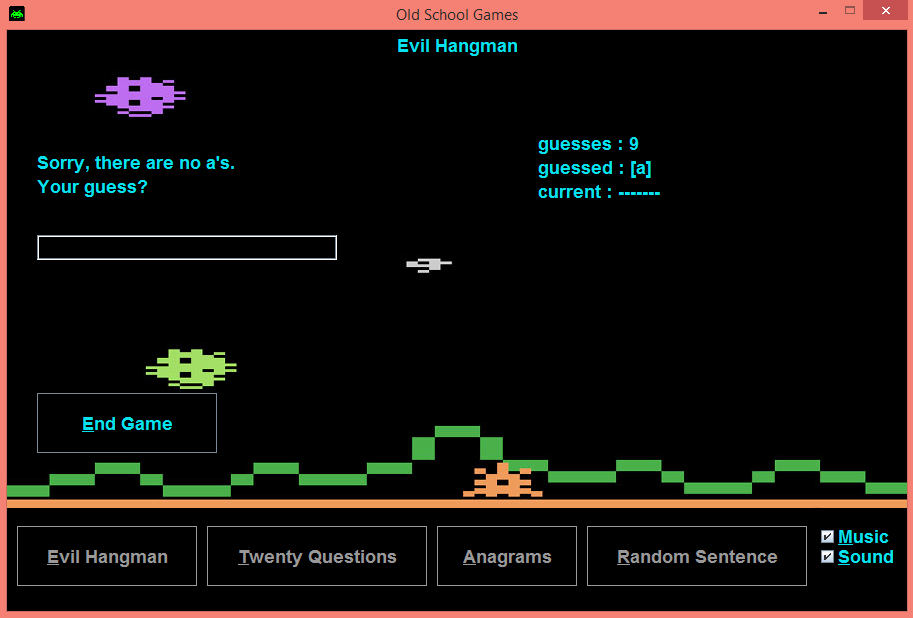 Old School Games
Evil Hangman
guesses : 9
Sorry, there are no a's.
guessed : [a]
Your guess?
current : -------
End Game
Evil Hangman
Twenty Questions
Anagrams
Random Sentence
Music
Sound